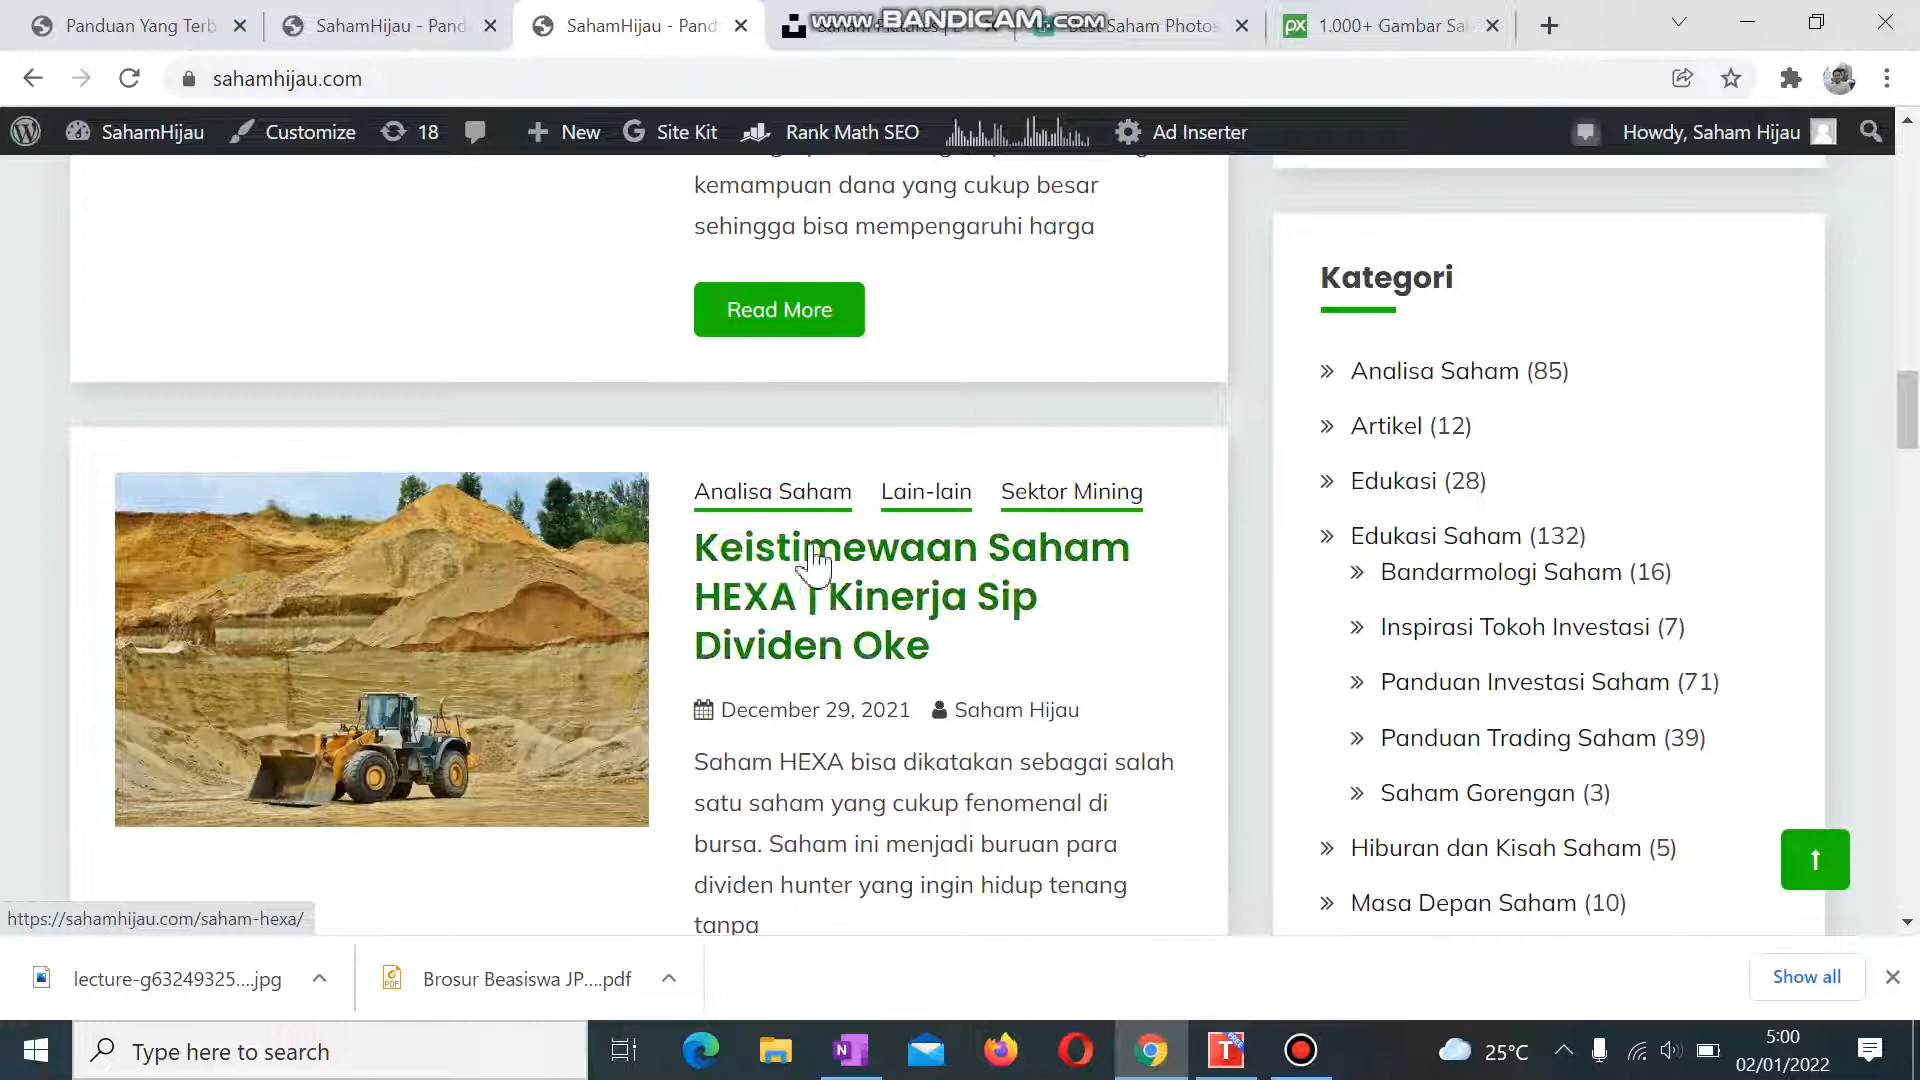 Panduan Yang Terb
SahamHijau - Pand
SahamHijau - Pand
www.BANDICAM.com
Best Saham Photos
1.000+ Gambar Sa
sahamhijau.com
SahamHijau
Customize
18
New
Site Kit
Rank Math SEO
Ad Inserter
Howdy, Saham Hijau
kemampuan dana yang cukup besar
sehingga bisa mempengaruhi harga
Read More
Analisa Saham Lain-lain Sektor Mining
Keistimewaan Saham
HEXA | Kinerja Sip
Dividen Oke
December 29, 2021 Saham Hijau
Saham HEXA bisa dikatakan sebagai salah
satu saham yang cukup fenomenal di
bursa. Saham ini menjadi buruan para
dividen hunter yang ingin hidup tenang
tanpa
Kategori
Analisa Saham (85)
Artikel (12)
Edukasi (28)
Edukasi Saham (132)
Bandarmologi Saham (16)
Inspirasi Tokoh Investasi (7)
Panduan Investasi Saham (71)
Panduan Trading Saham (39)
Saham Gorengan (3)
Hiburan dan Kisah Saham (5)
Masa Depan Saham (10)
https://sahamhijau.com/saham-hexa/
lecture-g63249325....jpg
Brosur Beasiswa JP....pdf
Show all
Type here to search
25°C
5:00
02/01/2022